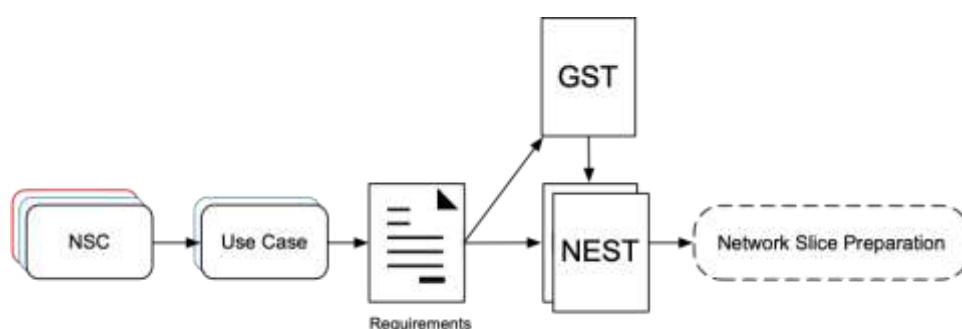 GST
NSC
Use Case
NEST
Network Slice Preparation
Requirements